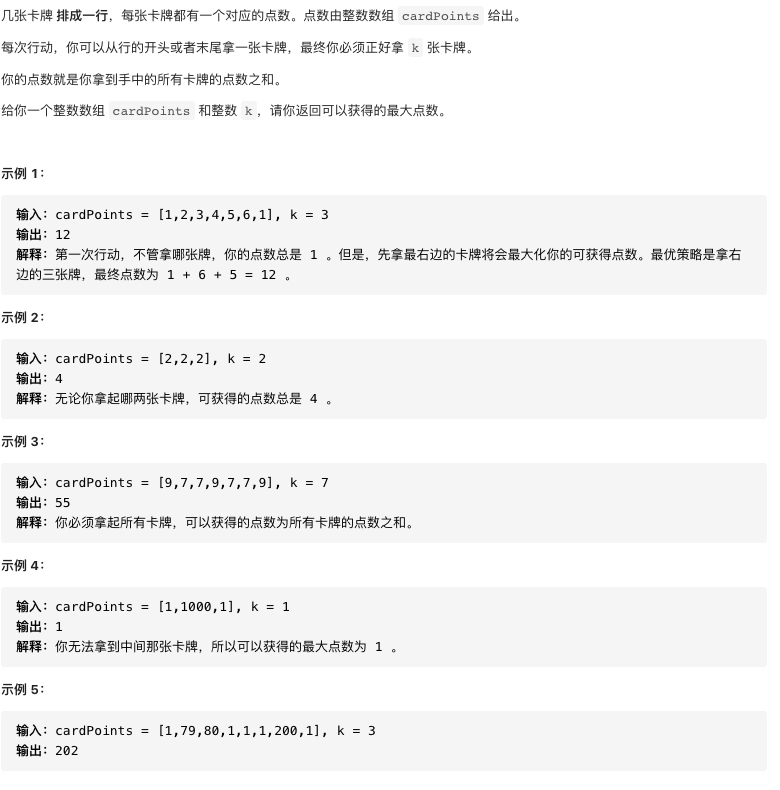 几张卡牌 排成一行，每张卡牌都有一个对应的点数。点数由整数数组 cardPoints 给出。
每次行动，你可以从行的开头或者末尾拿一张卡牌，最终你必须正好拿 k 张卡牌。
你的点数就是你拿到手中的所有卡牌的点数之和。
给你一个整数数组 cardPoints 和整数 k，请你返回可以获得的最大点数。
示例 1：
输入：cardPoints = [1,2,3,4,5,6,1], k = 3
输出：12
解释：第一次行动，不管拿哪张牌，你的点数总是 1 。但是，先拿最右边的卡牌将会最大化你的可获得点数。最优策略是拿右
边的三张牌，最终点数为 1 + 6 + 5 = 12 。
示例 2：
输入：cardPoints = [2,2,2], k = 2
输出：4
解释：无论你拿起哪两张卡牌，可获得的点数总是 4 。
示例 3：
输入：cardPoints = [9,7,7,9,7,7,9], k = 7
输出：55
解释：你必须拿起所有卡牌，可以获得的点数为所有卡牌的点数之和。
示例 4：
输入：cardPoints = [1,1000,1], k = 1
输出：1
解释：你无法拿到中间那张卡牌，所以可以获得的最大点数为 1 。
示例 5：
输入：cardPoints = [1,79,80,1,1,1,200,1], k = 3
输出：202